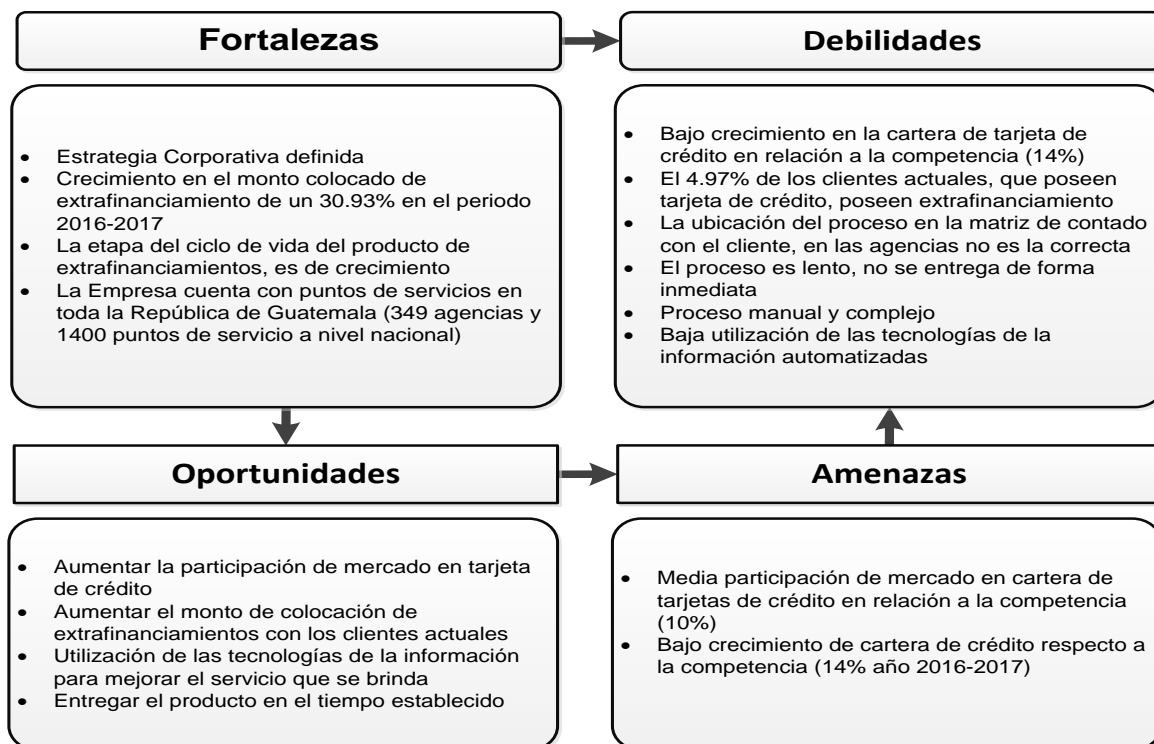 Fortalezas
Debilidades
• Estrategia Corporativa definida
• Crecimiento en el monto colocado de
extrafinanciamiento de un 30.93% en el periodo
2016-2017
• La etapa del ciclo de vida del producto de
extrafinanciamientos, es de crecimiento
• La Empresa cuenta con puntos de servicios en
toda la República de Guatemala (349 agencias y
1400 puntos de servicio a nivel nacional)
• Bajo crecimiento en la cartera de tarjeta de
crédito en relación a la competencia (14%)
• El 4.97% de los clientes actuales, que poseen
tarjeta de crédito, poseen extrafinanciamiento
• La ubicación del proceso en la matriz de contado
con el cliente, en las agencias no es la correcta
• El proceso es lento, no se entrega de forma
inmediata
• Proceso manual y complejo
• Baja utilización de las tecnologías de la
información automatizadas
Oportunidades
Amenazas
• Aumentar la participación de mercado en tarjeta
de crédito
• Aumentar el monto de colocación de
extrafinanciamientos con los clientes actuales
• Utilización de las tecnologías de la información
para mejorar el servicio que se brinda
• Entregar el producto en el tiempo establecido
• Media participación de mercado en cartera de
tarjetas de crédito en relación a la competencia
(10%)
• Bajo crecimiento de cartera de crédito respecto a
la competencia (14% año 2016-2017)